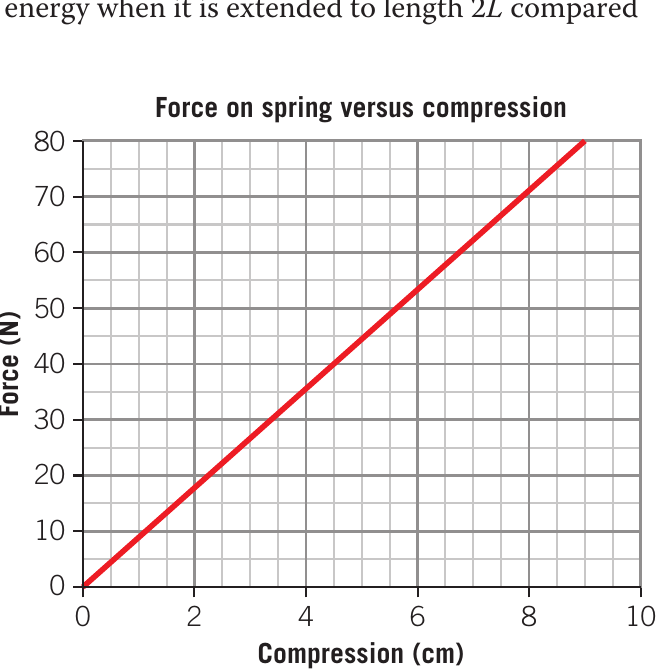 energy when it is extended to length 2L compared
Force on spring versus compression
80
70
60
50
40
30
20
10
0
Force (N)
0 2 4 6 8 10
Compression (cm)